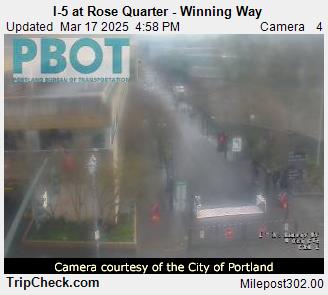 I-5 at Rose Quarter - Winning Way
Updated Mar 17 2025 4:58 PM Camera 4
PBOT
PORTLAND BUREAU OF TRANSPORTATION
Camera courtesy of the City of Portland
TripCheck.com Milepost302.00